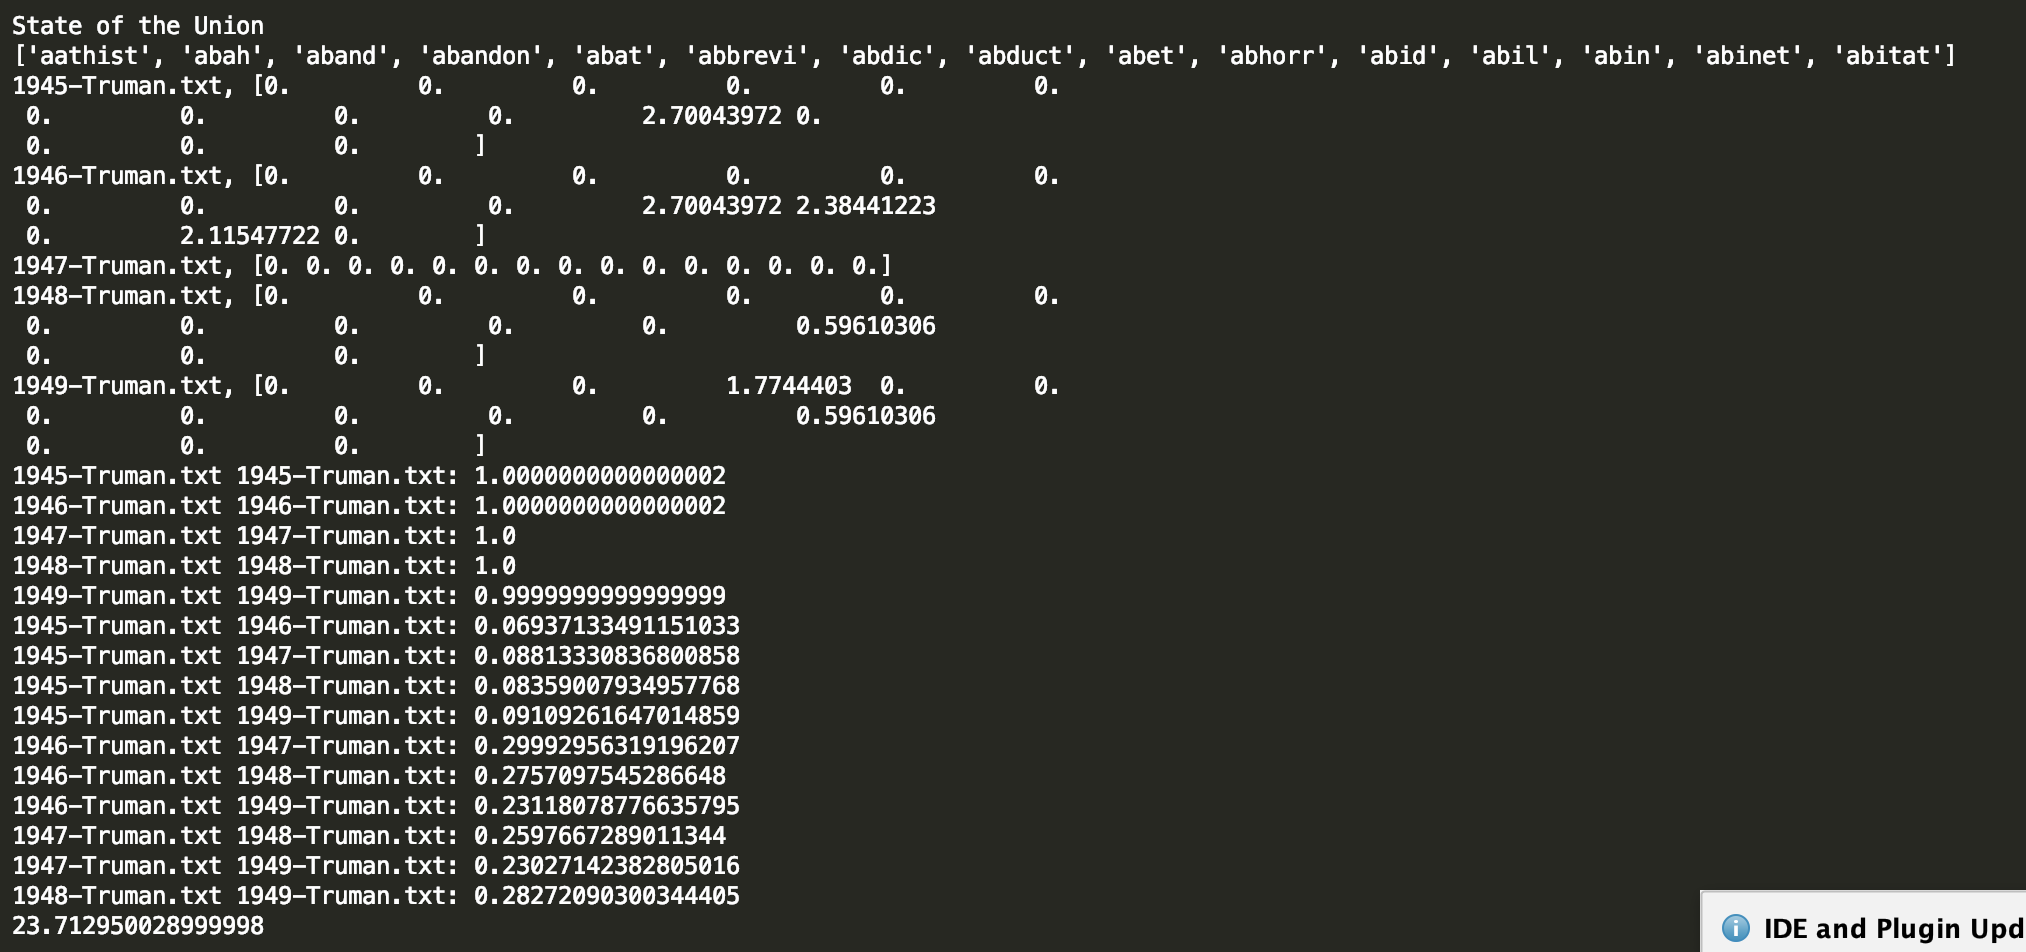 State of the Union
['aathist', 'abah', 'aband', 'abandon', 'abat', 'abbrevi', 'abdic', 'abduct', 'abet', 'abhorr', 'abid', 'abil', 'abin', 'abinet', 'abitat']
1945-Truman.txt, [0.         0.         0.         0.         0.         0.
 0.         0.         0.         0.         2.70043972 0.
 0.         0.         0.        ]
1946-Truman.txt, [0.         0.         0.         0.         0.         0.
 0.         0.         0.         0.         2.70043972 2.38441223
 0.         2.11547722 0.        ]
1947-Truman.txt, [0. 0. 0. 0. 0. 0. 0. 0. 0. 0. 0. 0. 0. 0. 0.]
1948-Truman.txt, [0.         0.         0.         0.         0.         0.
 0.         0.         0.         0.         0.         0.59610306
 0.         0.         0.        ]
1949-Truman.txt, [0.         0.         0.         1.7744403  0.         0.
 0.         0.         0.         0.         0.         0.59610306
 0.         0.         0.        ]
1945-Truman.txt 1945-Truman.txt: 1.0000000000000002
1946-Truman.txt 1946-Truman.txt: 1.0000000000000002
1947-Truman.txt 1947-Truman.txt: 1.0
1948-Truman.txt 1948-Truman.txt: 1.0
1949-Truman.txt 1949-Truman.txt: 0.9999999999999999
1945-Truman.txt 1946-Truman.txt: 0.06937133491151033
1945-Truman.txt 1947-Truman.txt: 0.08813330836800858
1945-Truman.txt 1948-Truman.txt: 0.08359007934957768
1945-Truman.txt 1949-Truman.txt: 0.09109261647014859
1946-Truman.txt 1947-Truman.txt: 0.29992956319196207
1946-Truman.txt 1948-Truman.txt: 0.2757097545286648
1946-Truman.txt 1949-Truman.txt: 0.23118078776635795
1947-Truman.txt 1948-Truman.txt: 0.2597667289011344
1947-Truman.txt 1949-Truman.txt: 0.23027142382805016
1948-Truman.txt 1949-Truman.txt: 0.28272090300344405
23.712950028999998
IDE and Plugin Upd